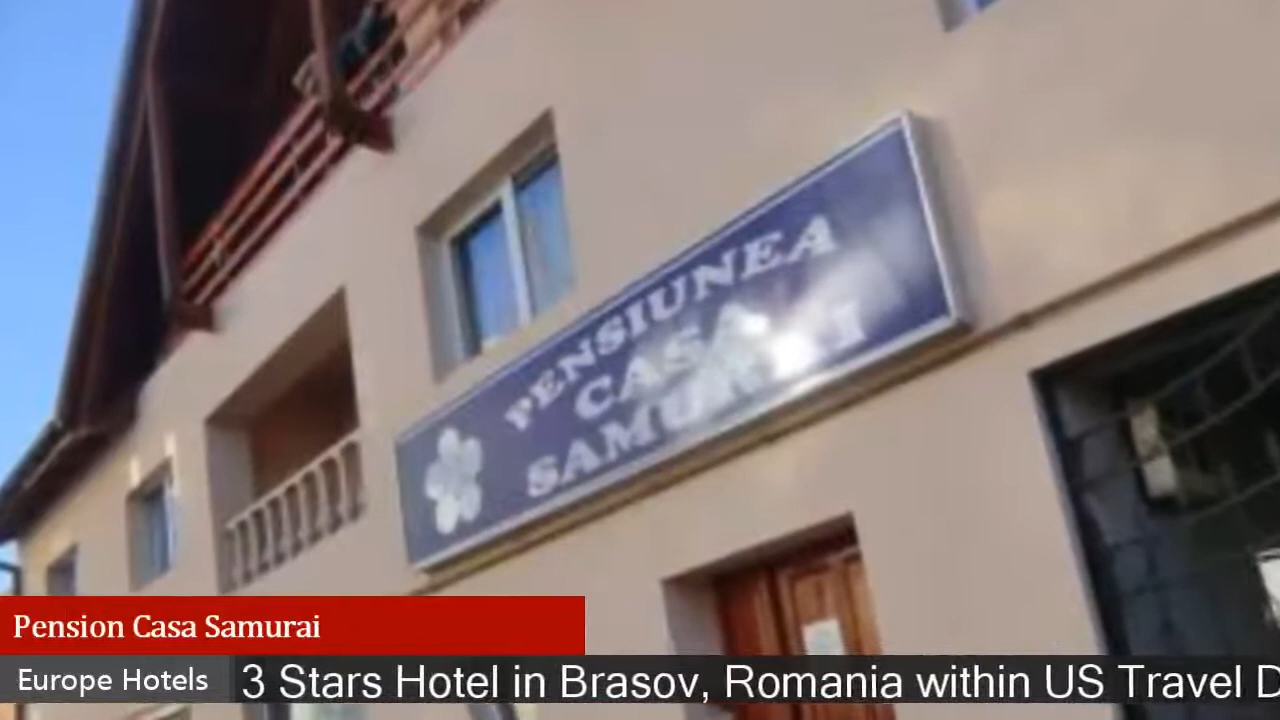 PENSIUNEA
CASA
SAMURAI
Pension Casa Samurai
Europe Hotels
3 Stars Hotel in Brasov, Romania within US Travel D